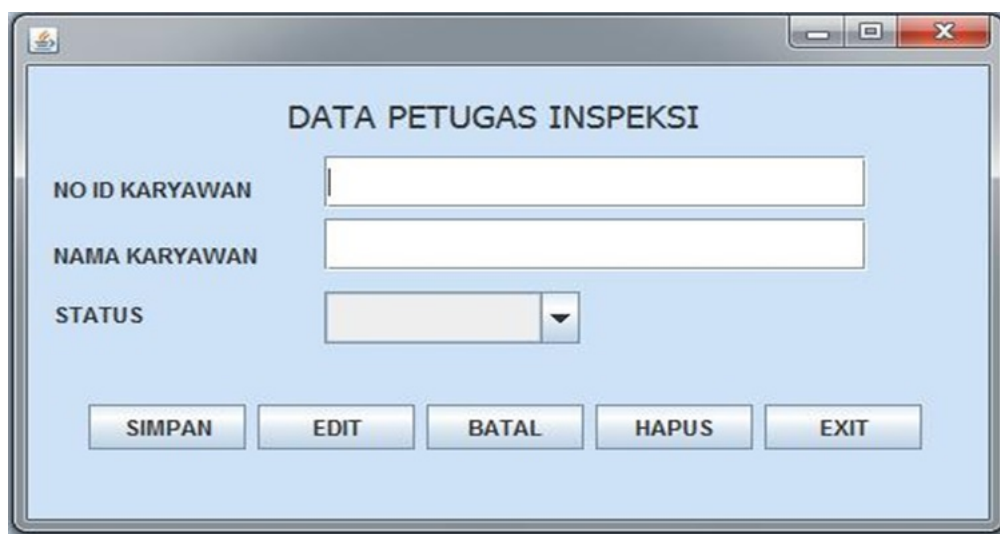 DATA PETUGAS INSPEKSI
NO ID KARYAWAN
NAMA KARYAWAN
STATUS
SIMPAN EDIT BATAL HAPUS EXIT